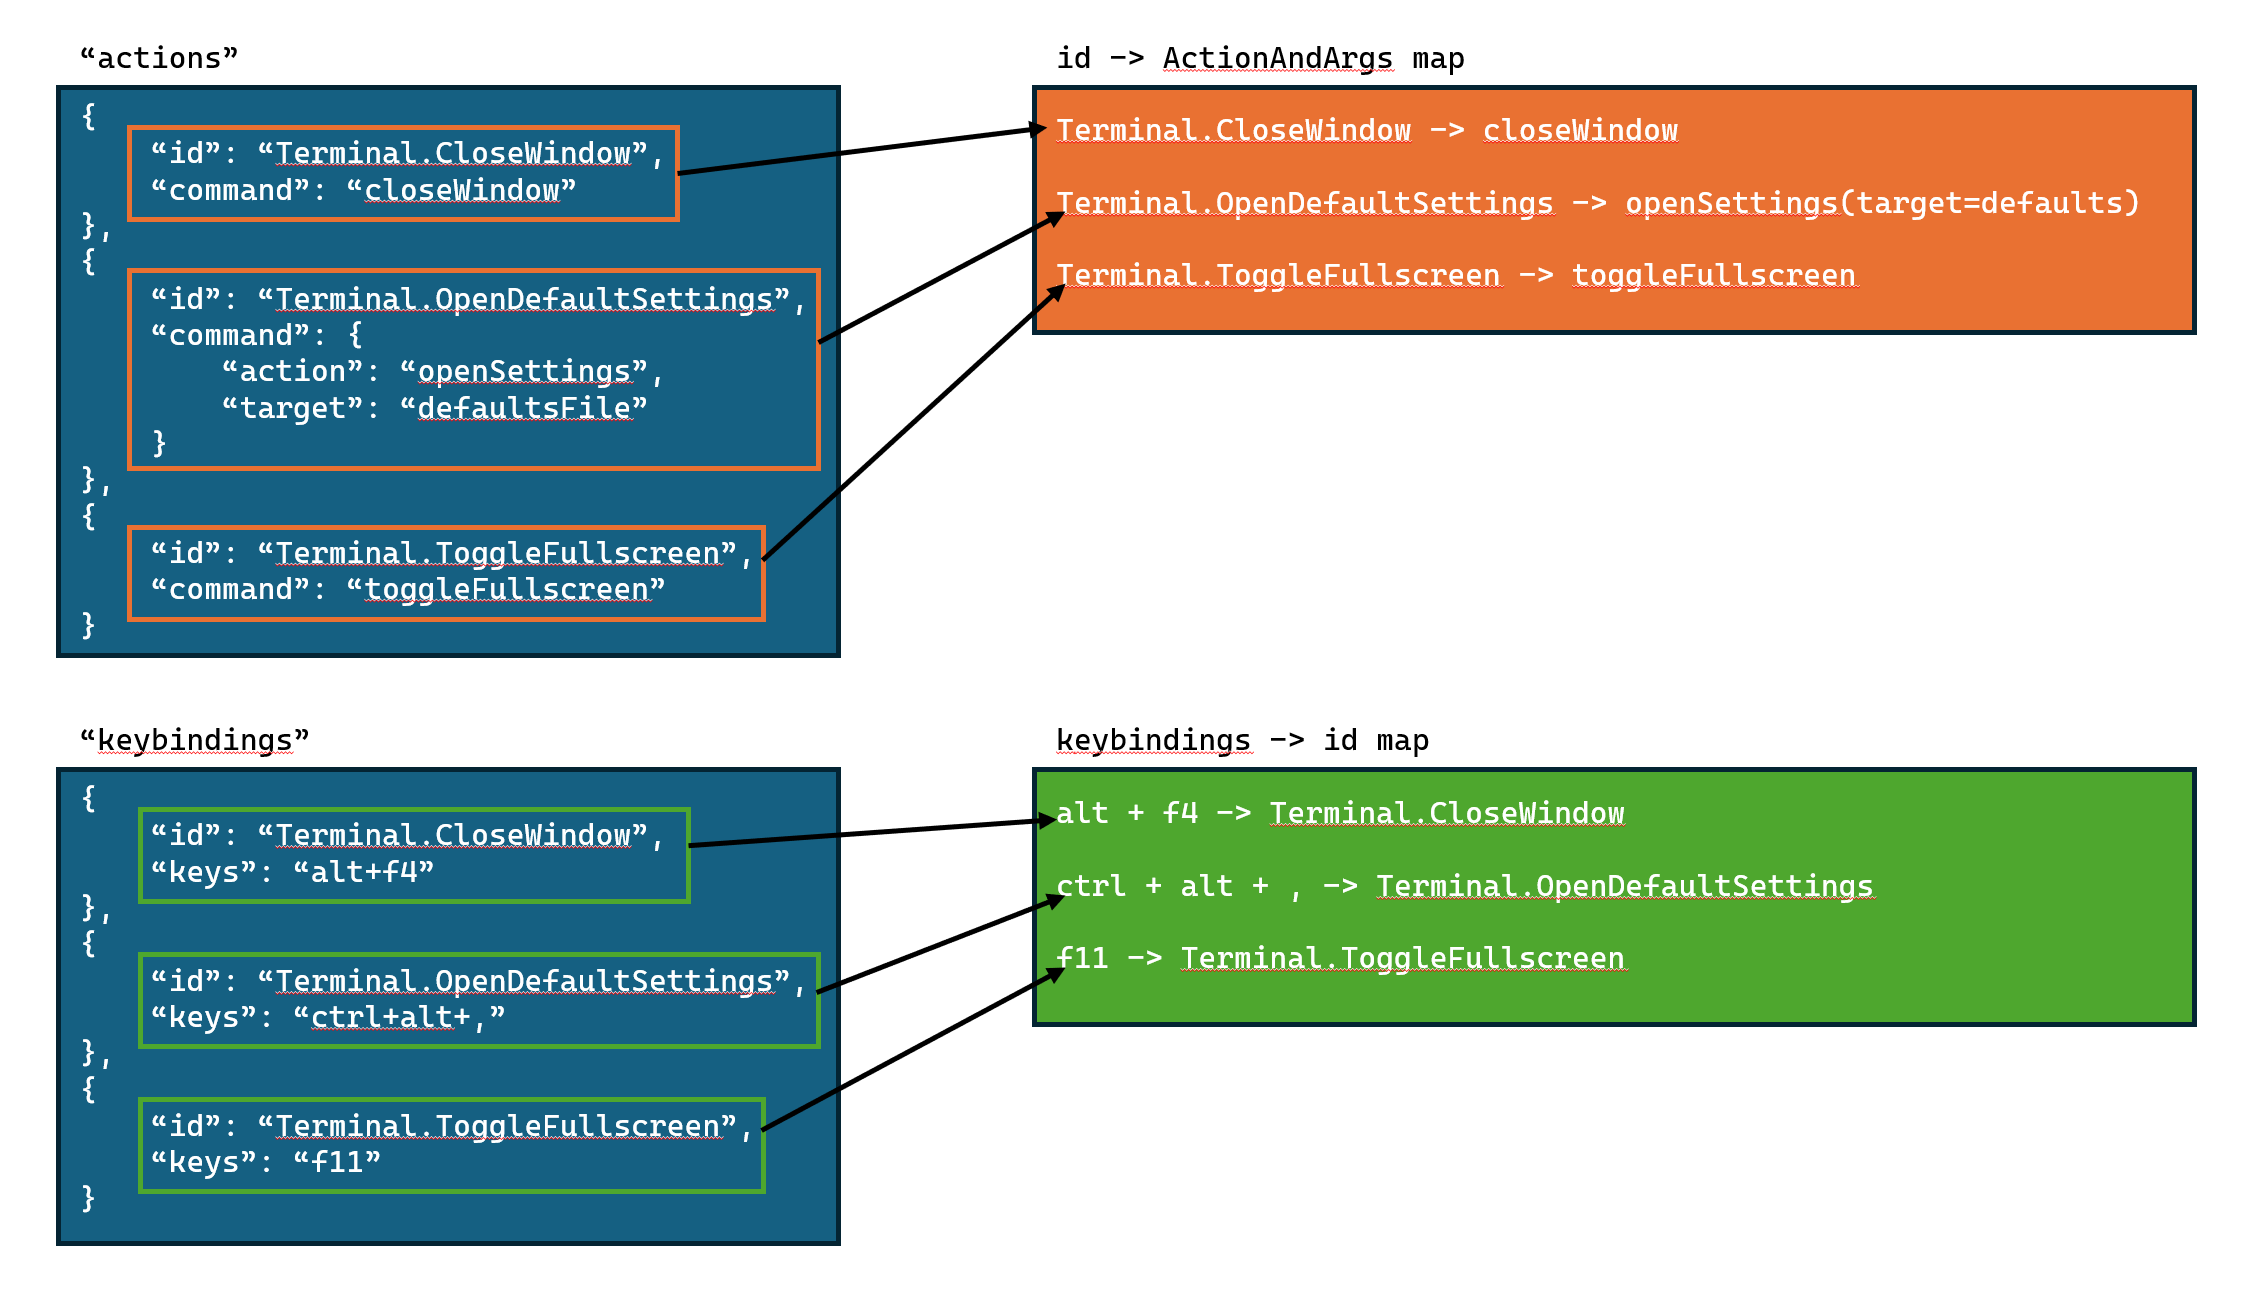 “actions”
{
“id”: “Terminal.CloseWindow”,
“command”: “closeWindow”
},
{
“id”: “Terminal.OpenDefaultSettings”,
“command”: {
“action”: “openSettings”,
“target”: “defaultsFile”
}
},
{
“id”: “Terminal.ToggleFullscreen”,
“command”: “toggleFullscreen”
}
id -> ActionAndArgs map
Terminal.CloseWindow -> closeWindow
Terminal.OpenDefaultSettings -> openSettings(target=defaults)
Terminal.ToggleFullscreen -> toggleFullscreen
“keybindings”
{
“id”: “Terminal.CloseWindow”,
“keys”: “alt+f4”
},
{
“id”: “Terminal.OpenDefaultSettings”,
“keys”: “ctrl+alt+,”
},
{
“id”: “Terminal.ToggleFullscreen”,
“keys”: “f11”
}
keybindings -> id map
alt + f4 -> Terminal.CloseWindow
ctrl + alt + , -> Terminal.OpenDefaultSettings
f11 -> Terminal.ToggleFullscreen